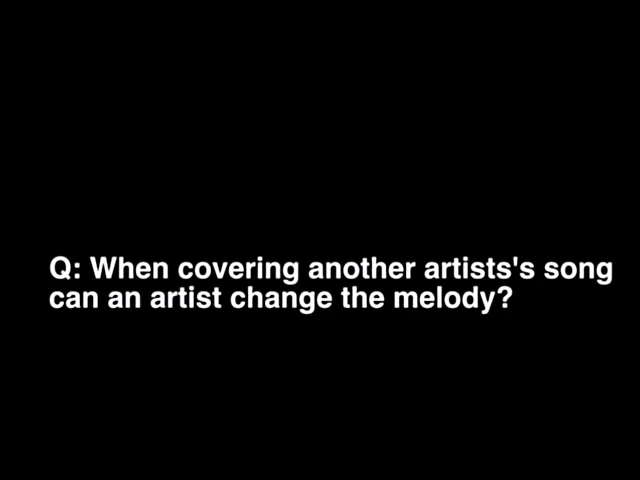 Q: When covering another artists's song
can an artist change the melody?